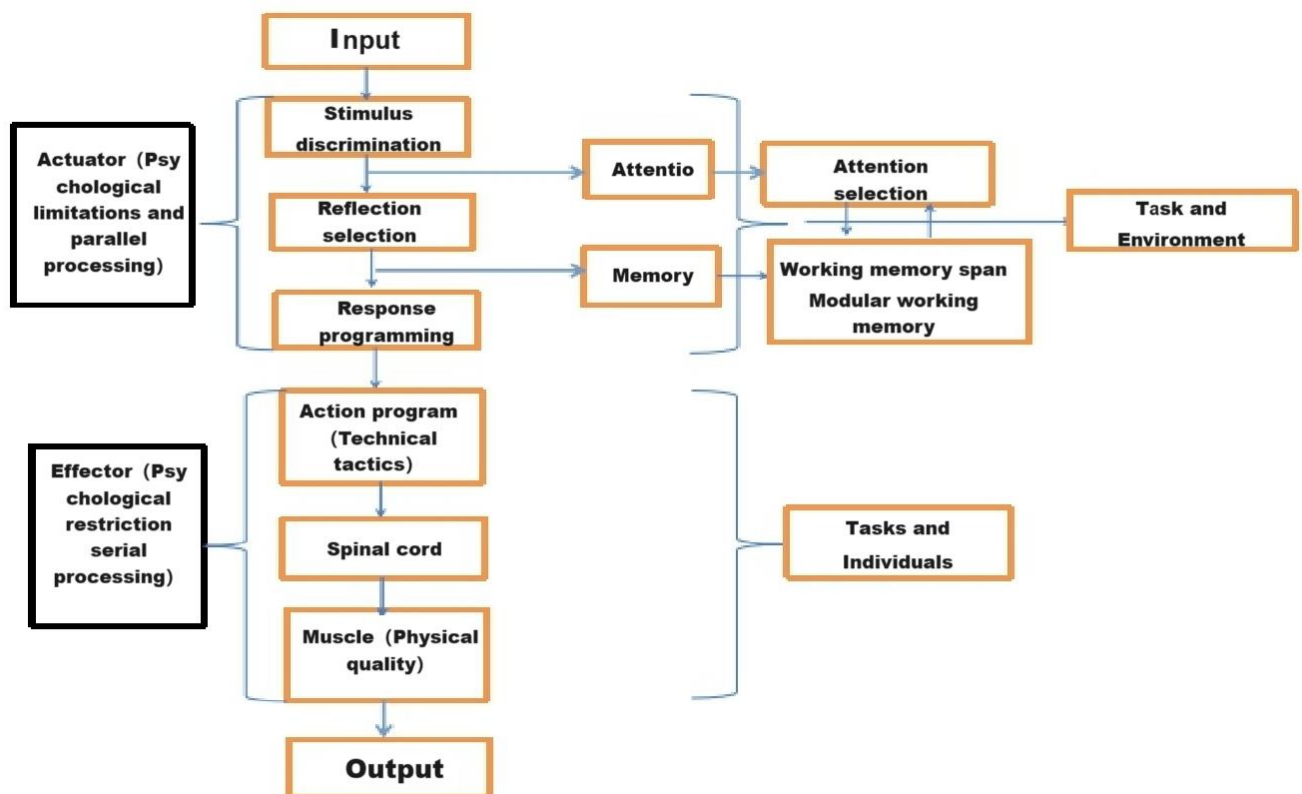 Input
Stimulus
discrimination
Actuator（Psy
chological
limitations and
parallel
processing）
Attentio
Attention
selection
Reflection
selection
Task and
Environment
Memory
Working memory span
Modular working
memory
Response
programming
Action program
（Technical
tactics）
Effector（Psy
chological
restriction
serial
processing）
Spinal cord
Tasks and
Individuals
Muscle（Physical
quality）
Output